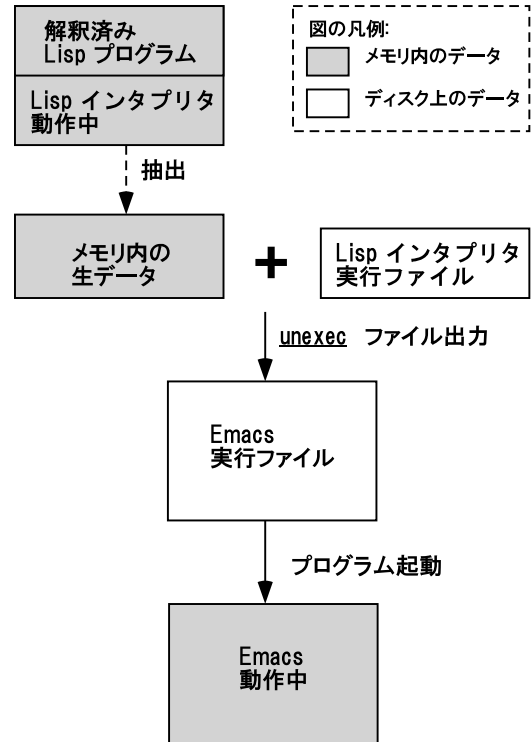 解釈済み
Lisp プログラム
Lisp インタプリタ
動作中
図の凡例:
メモリ内のデータ
ディスク上のデータ
抽出
メモリ内の
生データ
+
Lisp インタプリタ
実行ファイル
unexec ファイル出力
Emacs
実行ファイル
プログラム起動
Emacs
動作中